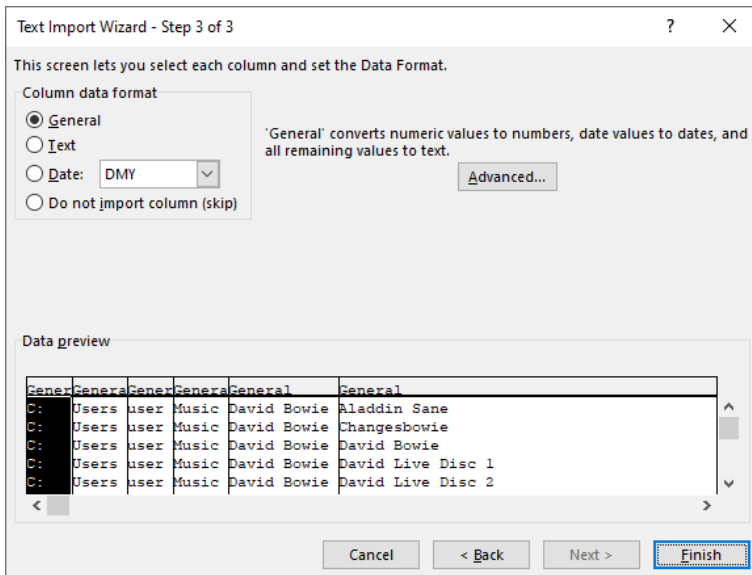 Text Import Wizard - Step 3 of 3
? ×
This screen lets you select each column and set the Data Format.
Column data format
General
Text
Date: DMY
Do not import column (skip)
'General' converts numeric values to numbers, date values to dates, and
all remaining values to text.
Advanced...
Data preview
GenerGeneraGenerGeneraGeneral General
C: Users user Music David Bowie Aladdin Sane
C: Users user Music David Bowie Changesbowie
C: Users user Music David Bowie David Bowie
C: Users user Music David Bowie David Live Disc 1
C: Users user Music David Bowie David Live Disc 2
Cancel < Back Next > Finish